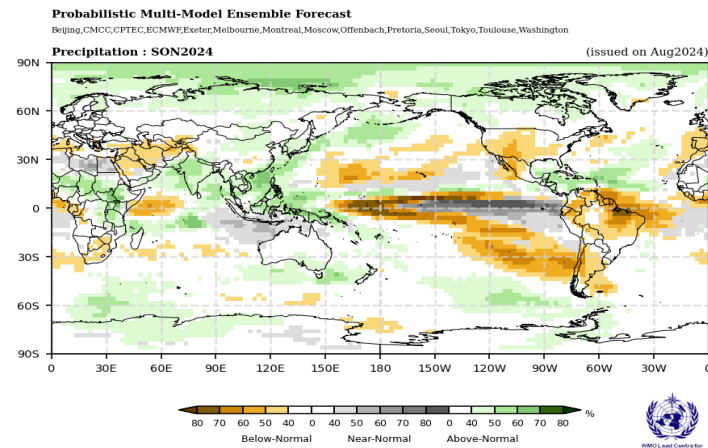 Probabilistic Multi-Model Ensemble Forecast
Beijing,CMCC,CPTEC,ECMWF,Exeter,Melbourne,Montreal,Moscow,Offenbach,Pretoria,Seoul,Tokyo,Toulouse,Washington
Precipitation : SON2024 (issued on Aug2024)
90N
60N
30N
0
30S
60S
90S
0 30E 60E 90E 120E 150E 180 150W 120W 90W 60W 30W 0
80 70 60 50 40 0 40 50 60 70 80 0 40 50 60 70 80 %
Below-Normal Near-Normal Above-Normal
WMO Lead Centre for